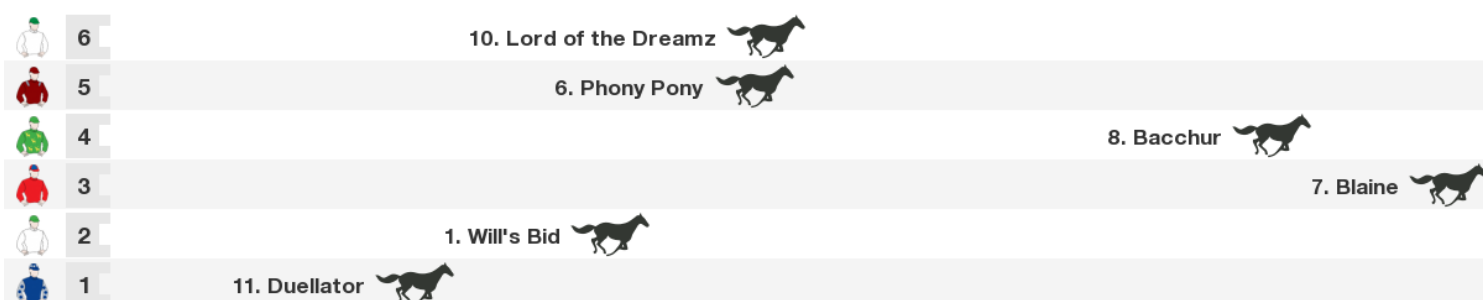 6 10. Lord of the Dreamz
5 6. Phony Pony
4 8. Bacchur
3 7. Blaine
2 1. Will's Bid
1 11. Duellator